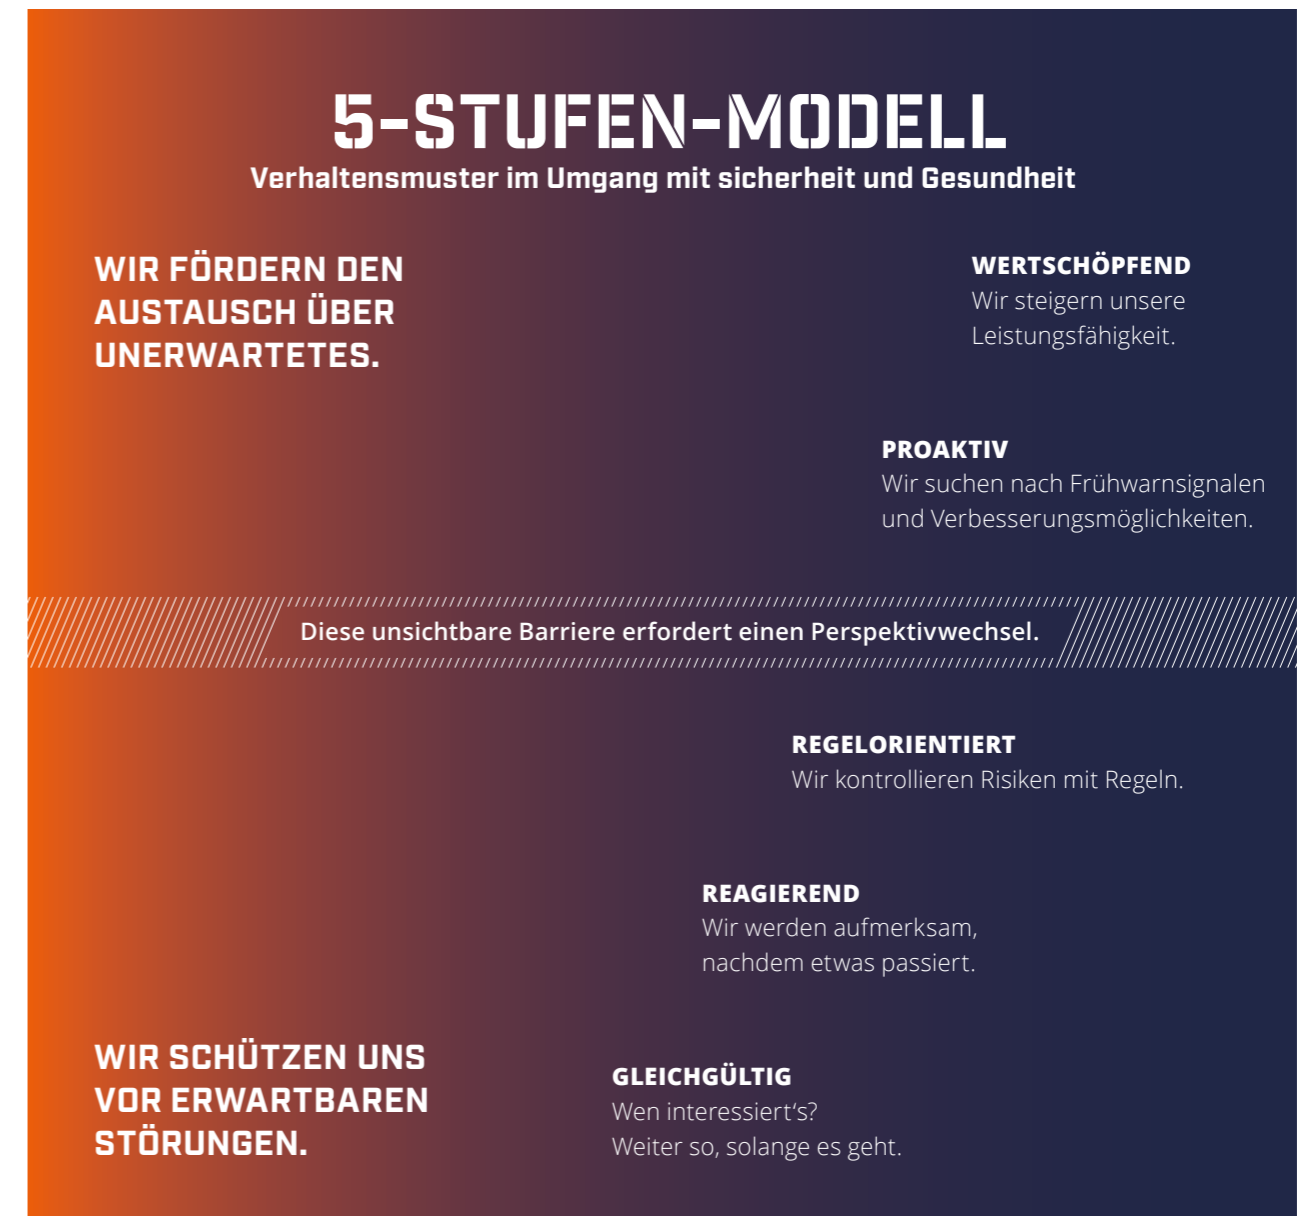 5-STUFEN-MODELL
Verhaltensmuster im Umgang mit sicherheit und Gesundheit
WIR FÖRDERN DEN
AUSTAUSCH ÜBER
UNERWARTETES.
WERTSCHÖPFEND
Wir steigern unsere
Leistungsfähigkeit.
PROAKTIV
Wir suchen nach Frühwarnsignalen
und Verbesserungsmöglichkeiten.
Diese unsichtbare Barriere erfordert einen Perspektivwechsel.
REGELORIENTIERT
Wir kontrollieren Risiken mit Regeln.
REAGIEREND
Wir werden aufmerksam,
nachdem etwas passiert.
WIR SCHÜTZEN UNS
VOR ERWARTBAREN
STÖRUNGEN.
GLEICHGÜLTIG
Wen interessiert‘s?
Weiter so, solange es geht.